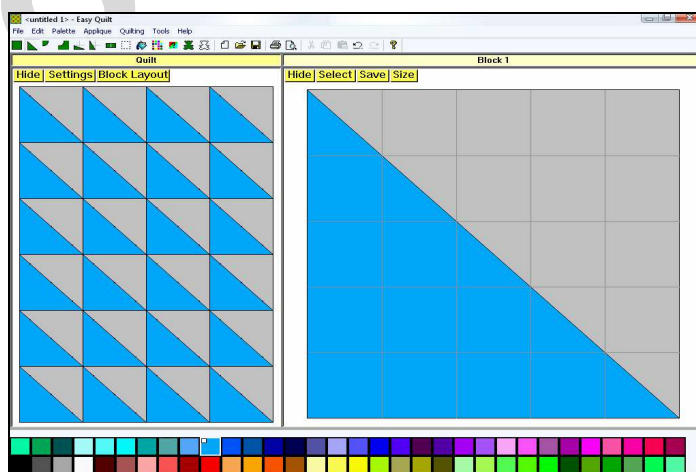 <untitled 1> - Easy Quilt
File Edit Palette Applique Quilting Tools Help
Quilt
Block 1
Hide Settings Block Layout
Hide Select Save Size